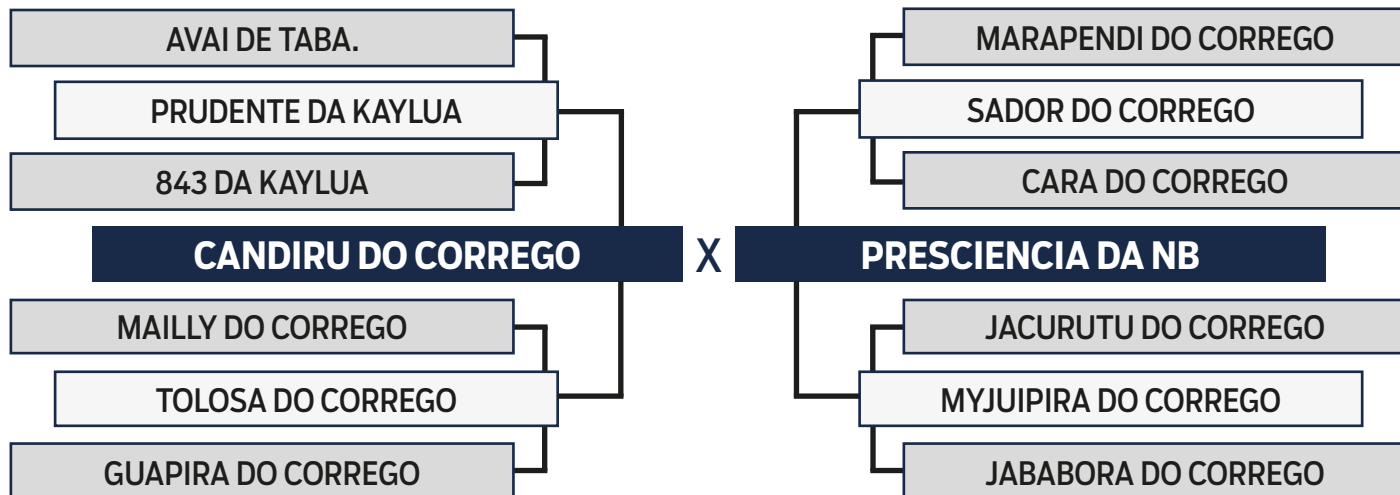 AVAI DE TABA.
PRUDENTE DA KAYLUA
843 DA KAYLUA
CANDIRU DO CORREGO
MAILLY DO CORREGO
TOLOSA DO CORREGO
GUAPIRA DO CORREGO
X
MARAPENDI DO CORREGO
SADOR DO CORREGO
CARA DO CORREGO
PRESCIENCIA DA NB
JACURUTU DO CORREGO
MYJUIPIRA DO CORREGO
JABABORA DO CORREGO